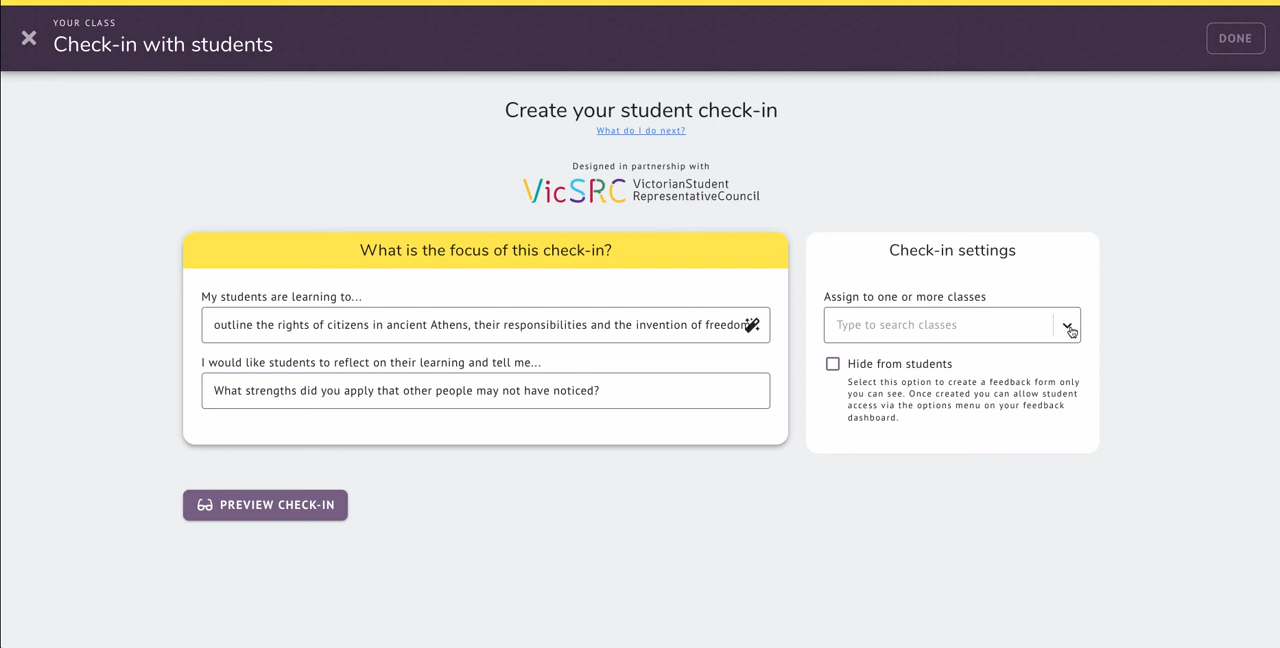 YOUR CLASS
Check-in with students
DONE
Create your student check-in
What do I do next?
Designed in partnership with
VicSRC VictorianStudent
RepresentativeCouncil
What is the focus of this check-in?
My students are learning to...
outline the rights of citizens in ancient Athens, their responsibilities and the invention of freedom
I would like students to reflect on their learning and tell me...
What strengths did you apply that other people may not have noticed?
PREVIEW CHECK-IN
Check-in settings
Assign to one or more classes
Type to search classes
Hide from students
Select this option to create a feedback form only
you can see. Once created you can allow student
access via the options menu on your feedback
dashboard.